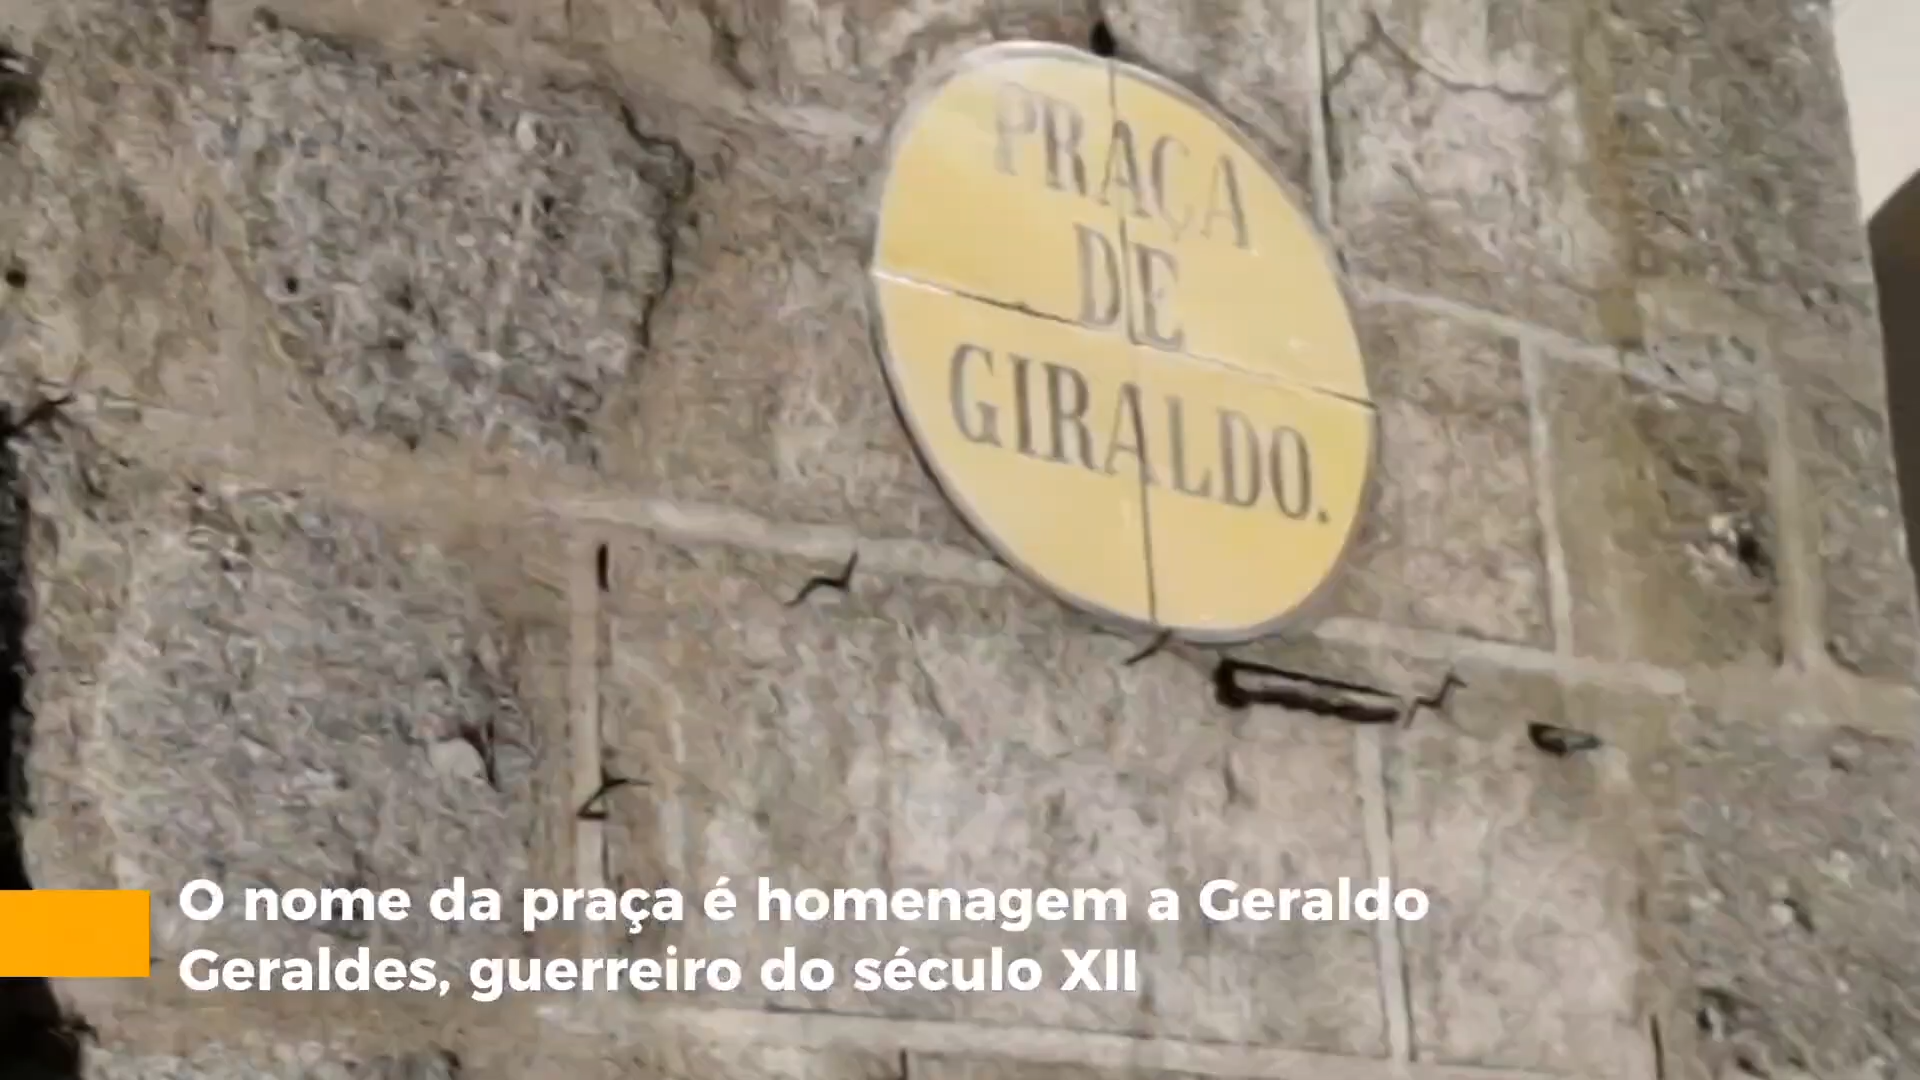 PRAÇA
DE
GIRALDO.
O nome da praça é homenagem a Geraldo
Geraldes, guerreiro do século XII